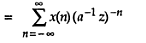 = ∞∑n=-∞ x(n) (a⁻¹ z)⁻ⁿ